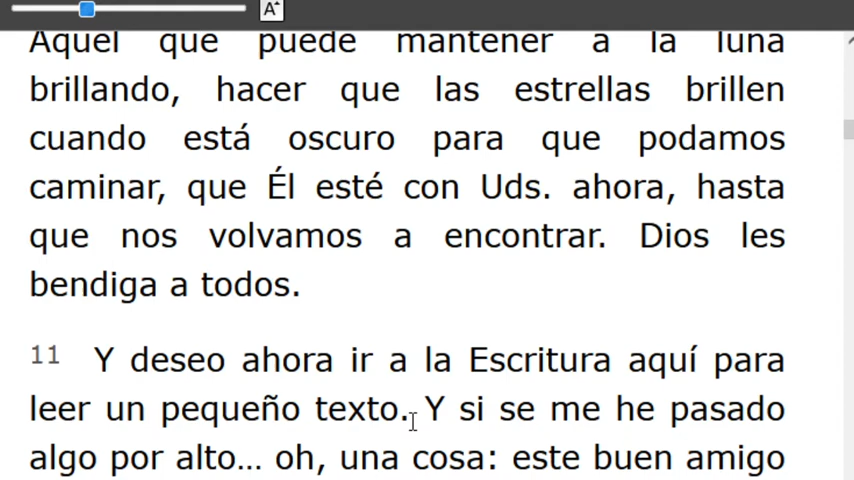 A
Aquel que puede mantener a la luna
brillando, hacer que las estrellas brillen
cuando está oscuro para que podamos
caminar, que Él esté con Uds. ahora, hasta
que nos volvamos a encontrar. Dios les
bendiga a todos.
11 Y deseo ahora ir a la Escritura aquí para
leer un pequeño texto. Y si se me he pasado
algo por alto... oh, una cosa: este buen amigo